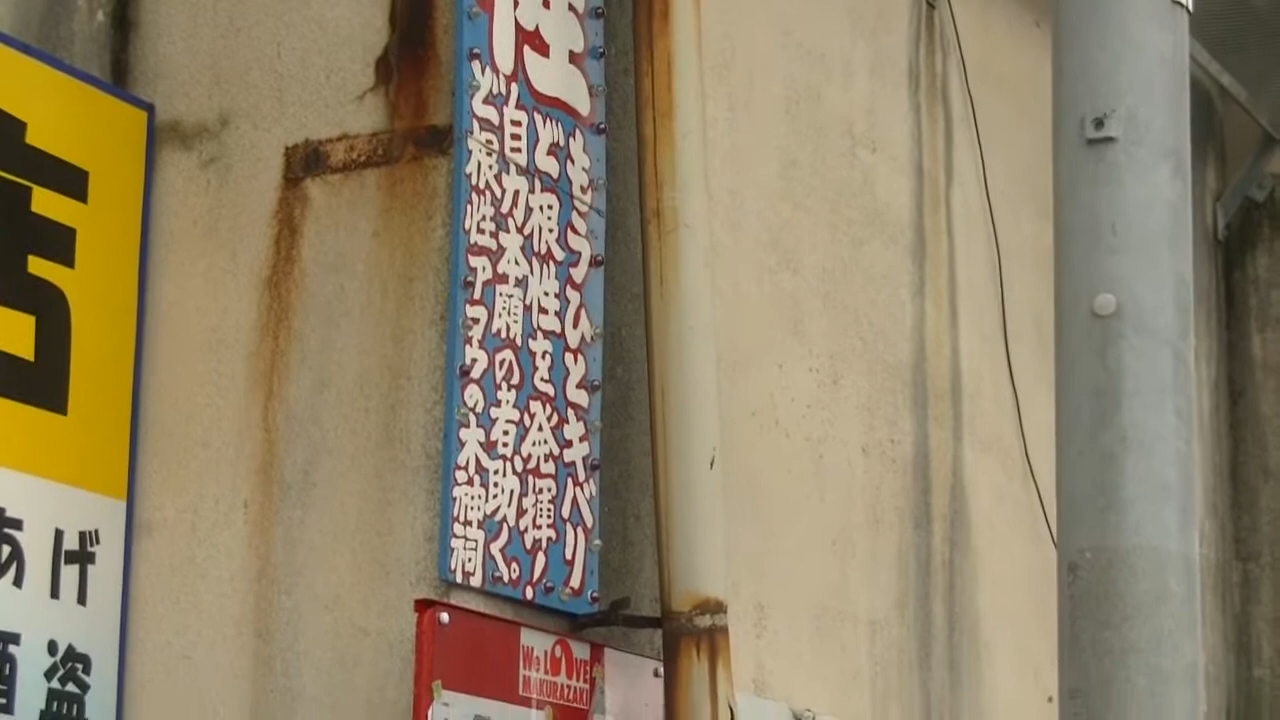 性
もうひとキバリ
ど根性を発揮!
自力本願の者、助く。
ど根性アコウの木神祠
店
げ
あ
盗
酒
We LOVE
MAKURAZAKI